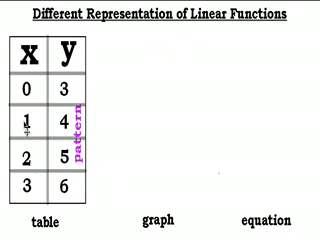 Different Representation of Linear Functions
x y
0 3
1 4
2 5
3 6
pattern
table graph equation